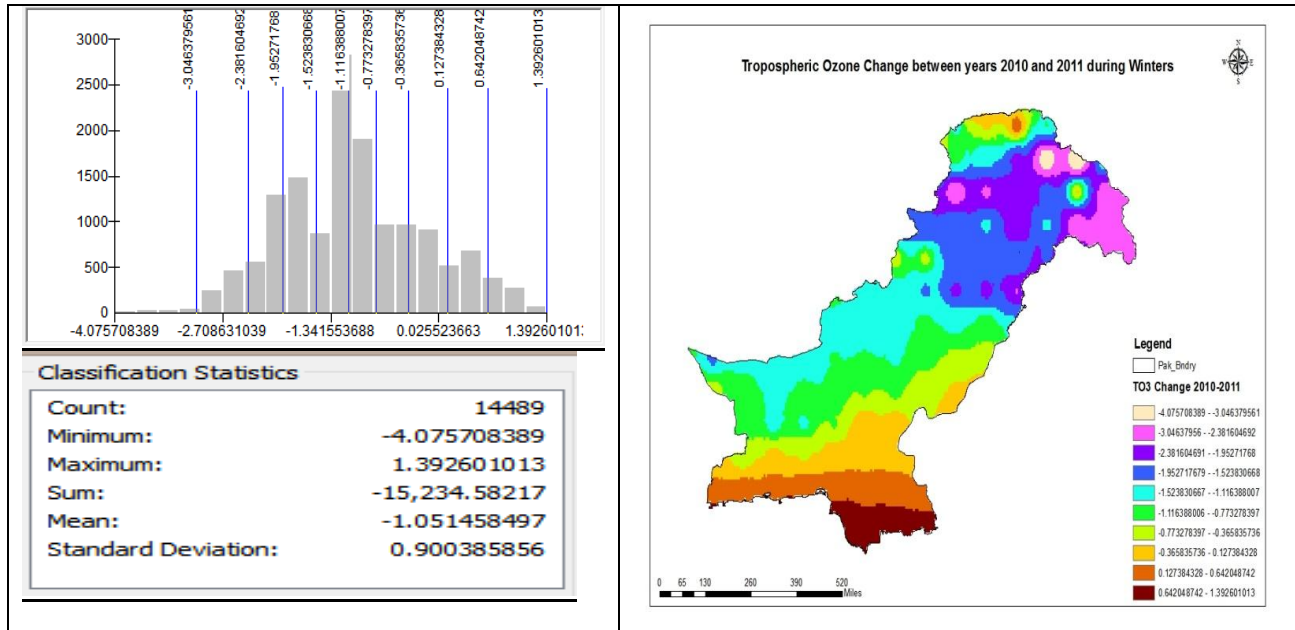 3000
2500
2000
1500
1000
500
0
-3.046379561
-2.381604692
-1.95271768
-1.523830668
-1.116388007
-0.773278397
-0.365835736
0.127384328
0.642048742
1.392601013
-4.075708389 -2.708631039 -1.341553688 0.025523663 1.39260101:
Classification Statistics
Count: 14489
Minimum: -4.075708389
Maximum: 1.392601013
Sum: -15,234.58217
Mean: -1.051458497
Standard Deviation: 0.900385856
Tropospheric Ozone Change between years 2010 and 2011 during Winters
N
W E
S
Legend
Pak_Bndry
TO3 Change 2010-2011
-4.075708389 - -3.046379561
-3.04637956 - -2.381604692
-2.381604691 - -1.95271768
-1.952717679 - -1.523830668
-1.523830667 - -1.116388007
-1.116388006 - -0.773278397
-0.773278397 - -0.365835736
-0.365835736 - 0.127384328
0.127384328 - 0.642048742
0.642048742 - 1.392601013
0 65 130 260 390 520
Miles